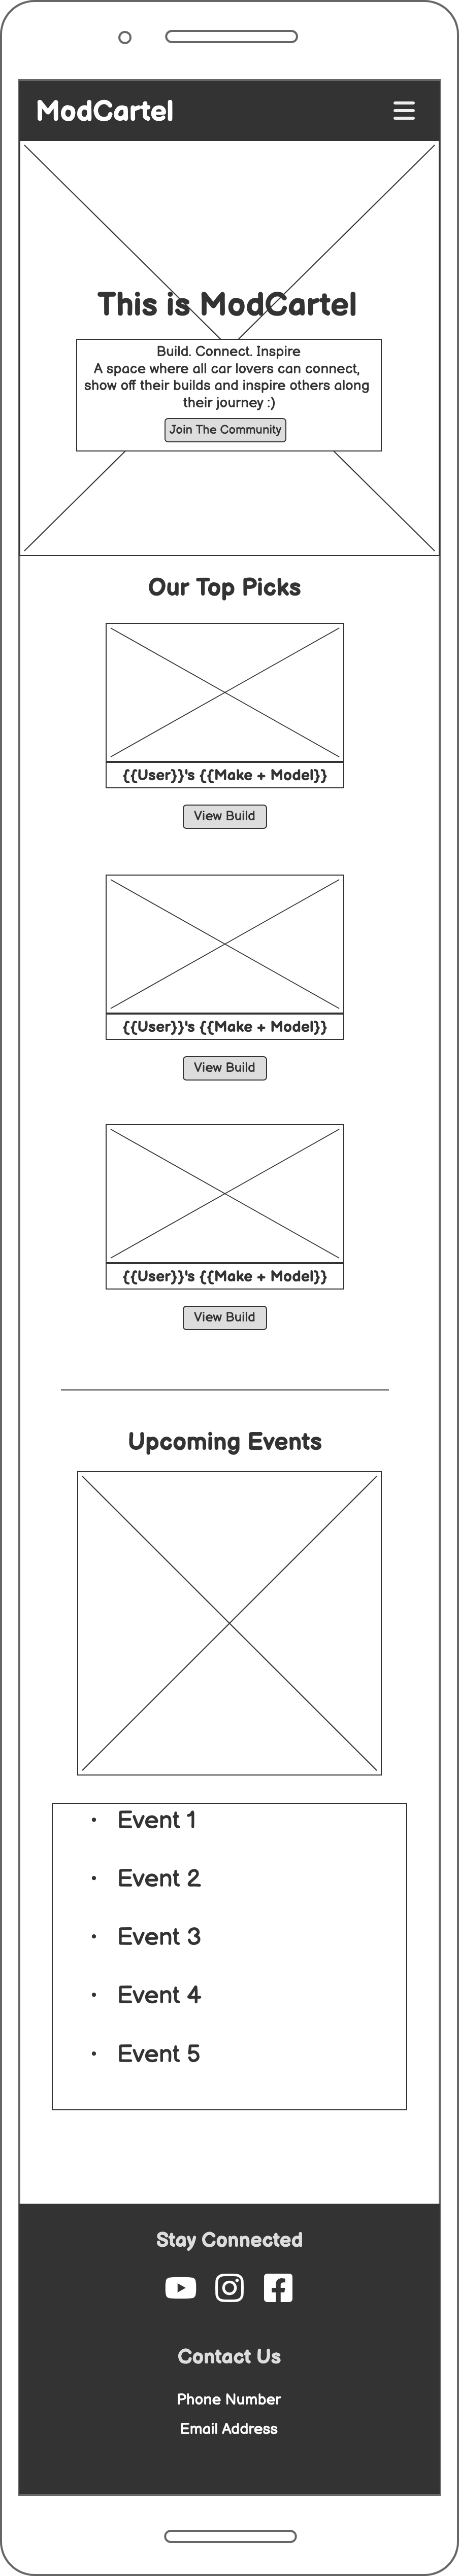 ModCartel
This is ModCartel
Build. Connect. Inspire
A space where all car lovers can connect,
show off their builds and inspire others along
their journey :)
Join The Community
Our Top Picks
{{User}}'s {{Make + Model}}
View Build
{{User}}'s {{Make + Model}}
View Build
{{User}}'s {{Make + Model}}
View Build
Upcoming Events
• Event 1
• Event 2
• Event 3
• Event 4
• Event 5
Stay Connected
Contact Us
Phone Number
Email Address